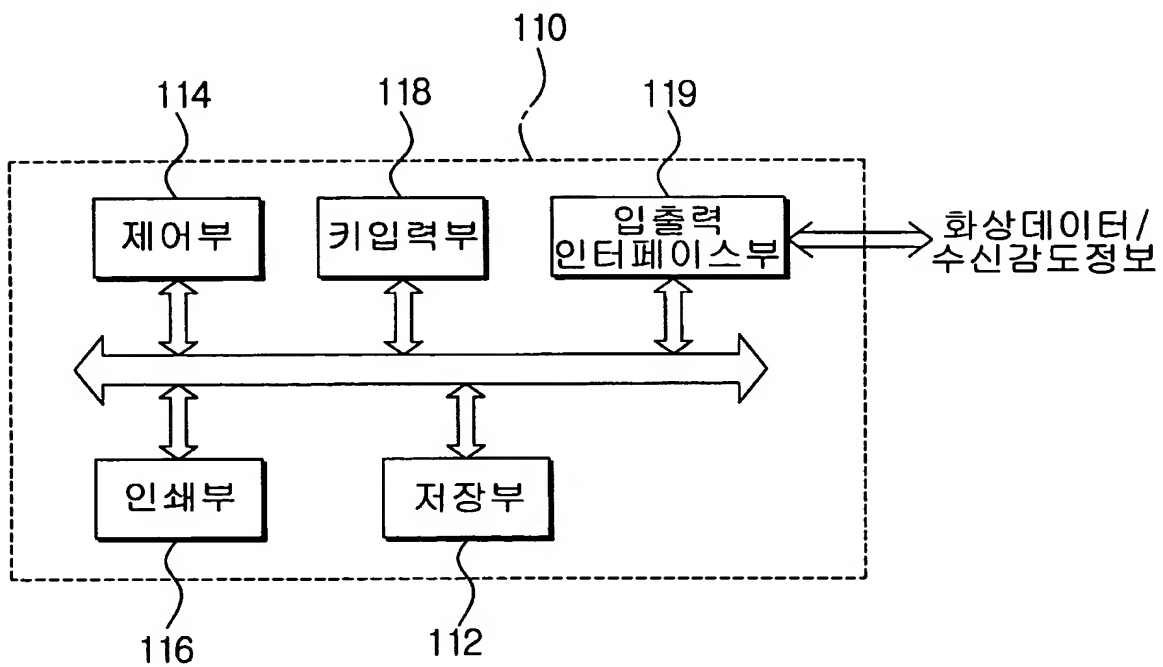 110
114
118
119
제어부
키입력부
입출력
인터페이스부
화상데이터/
수신감도정보
인쇄부
저장부
116
112